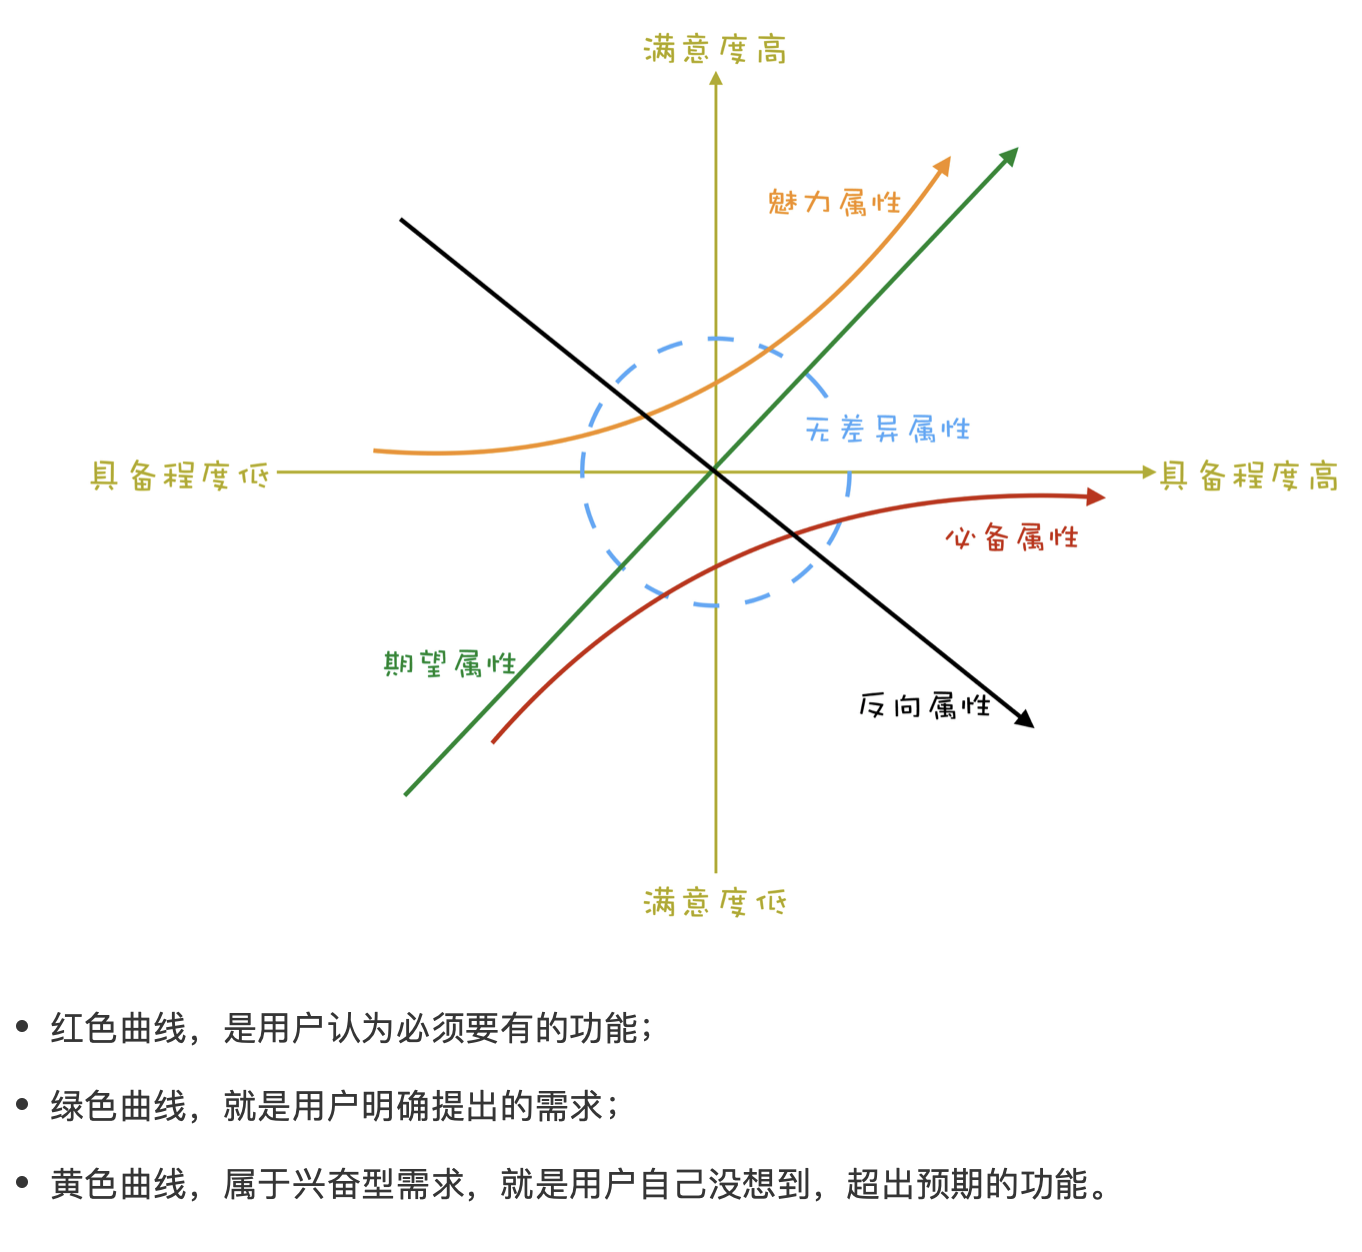 满意度高
魅力属性
无差异属性
具备程度低
具备程度高
必备属性
期望属性
反向属性
满意度低
• 红色曲线，是用户认为必须要有的功能；
• 绿色曲线，就是用户明确提出的需求；
• 黄色曲线，属于兴奋型需求，就是用户自己没想到，超出预期的功能。